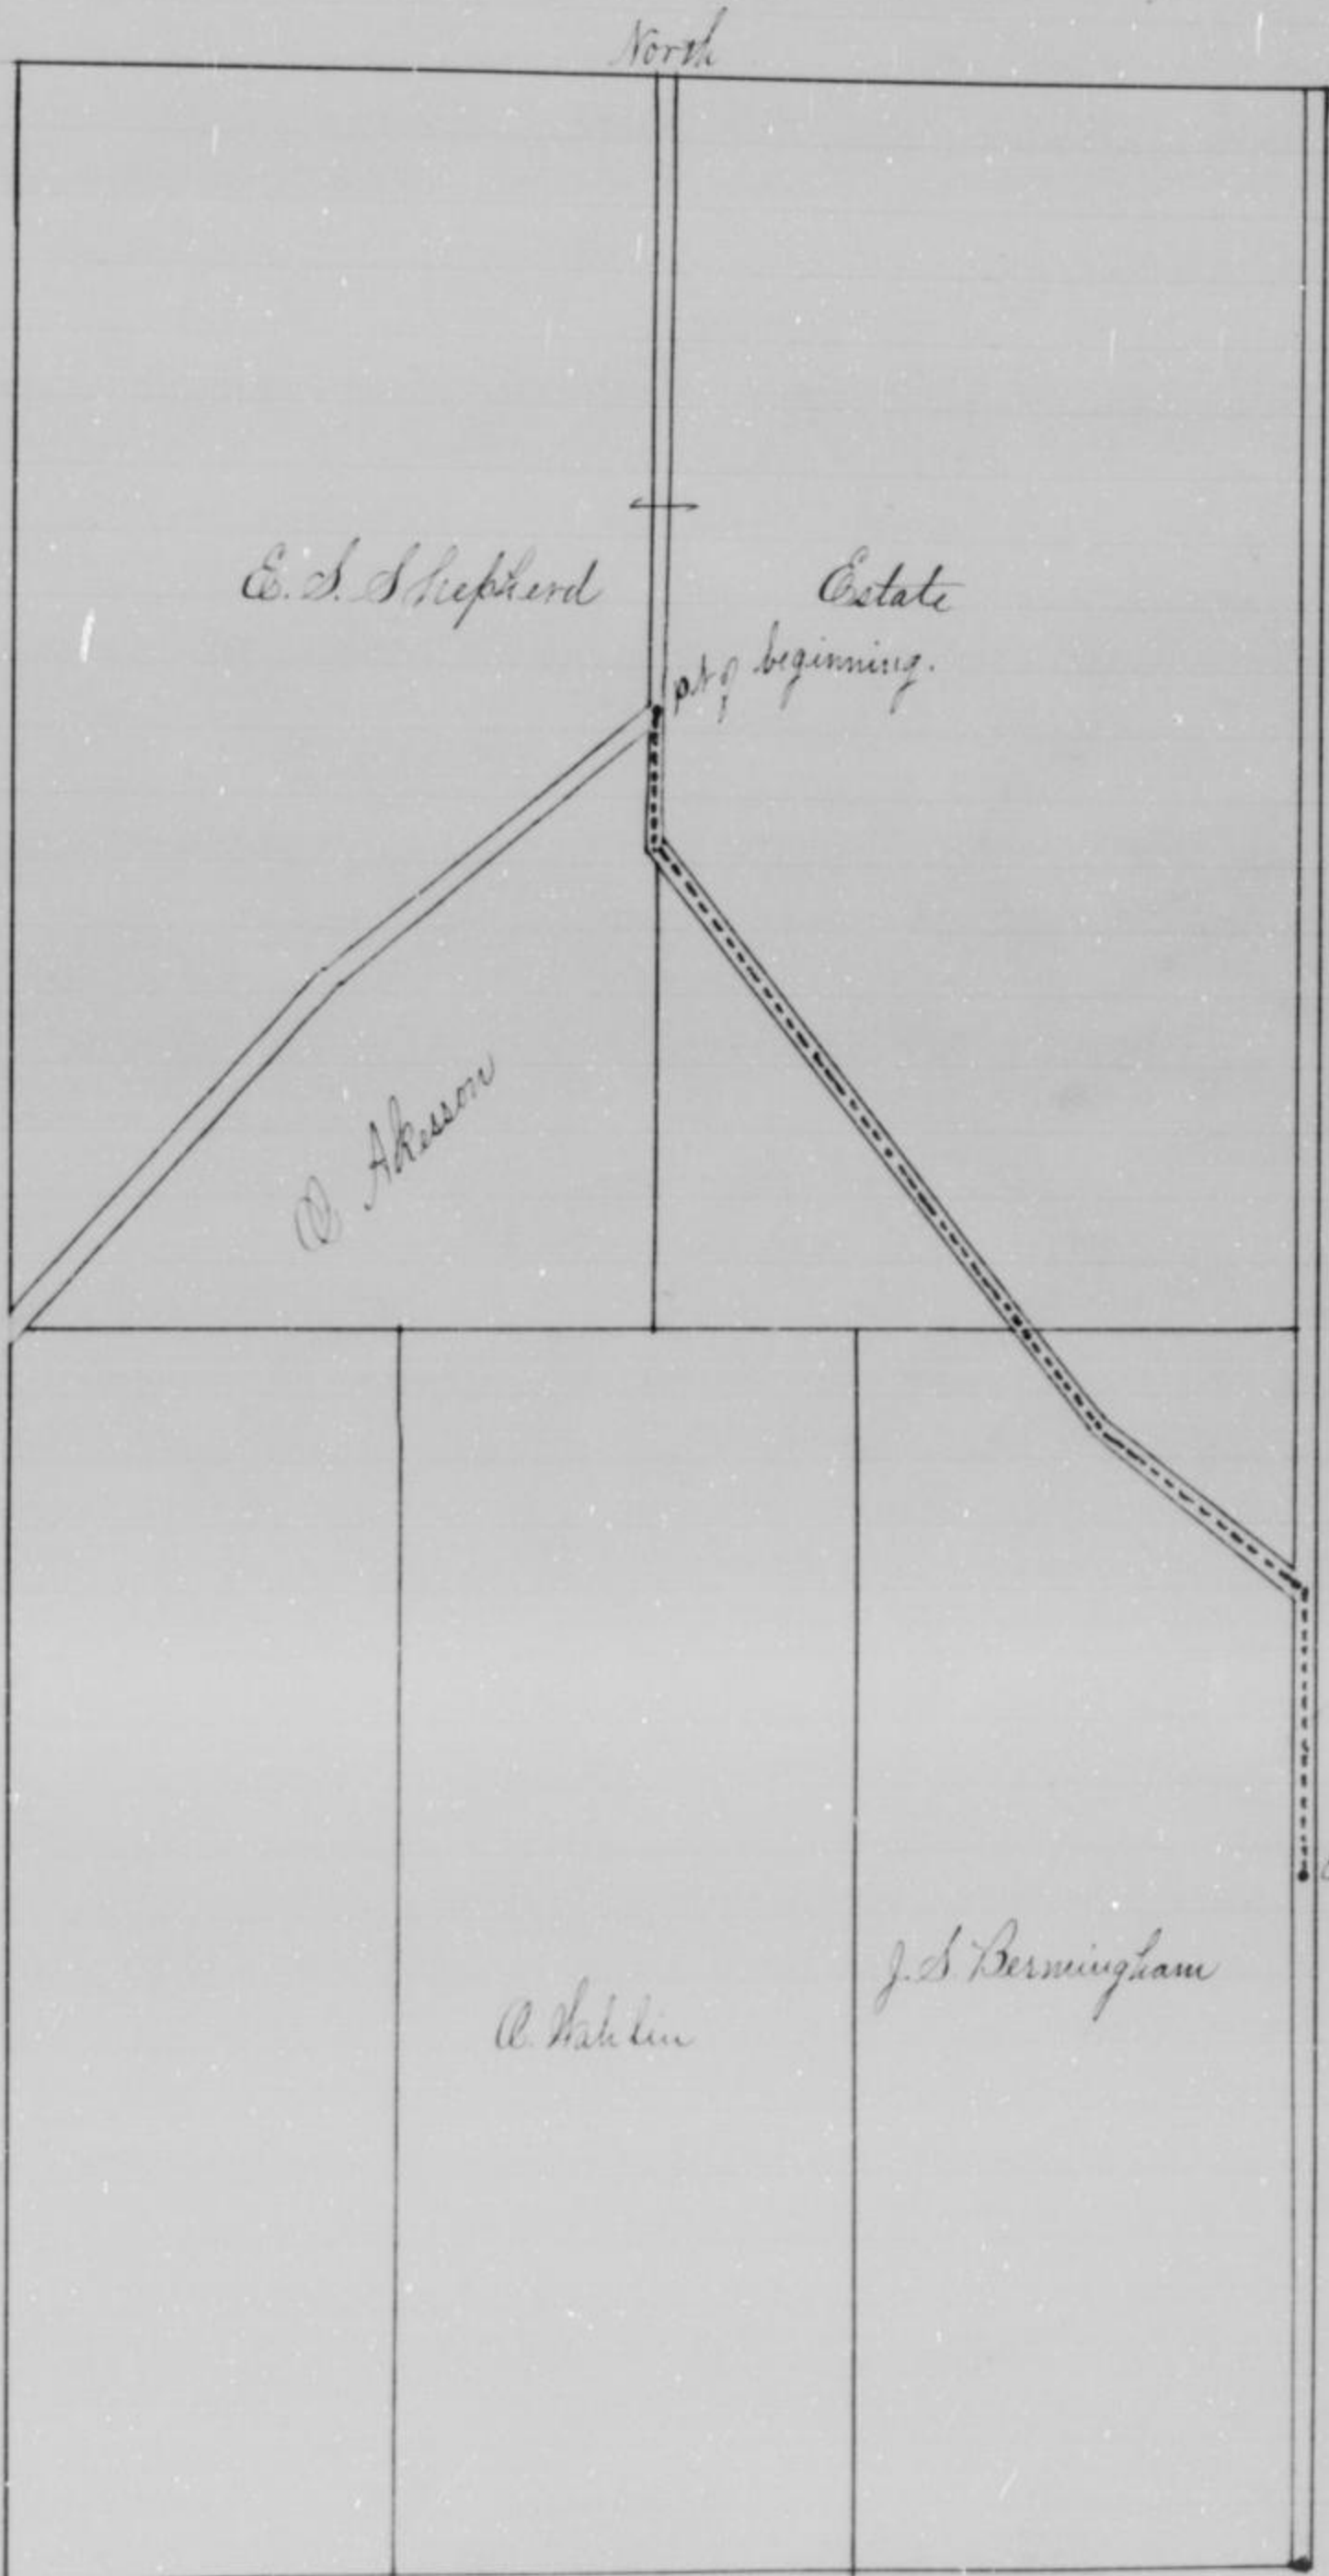 North
E. S. Shepherd
Estate
pt of beginning.
O Akesson
J. S. Bermingham
O. Wahlin